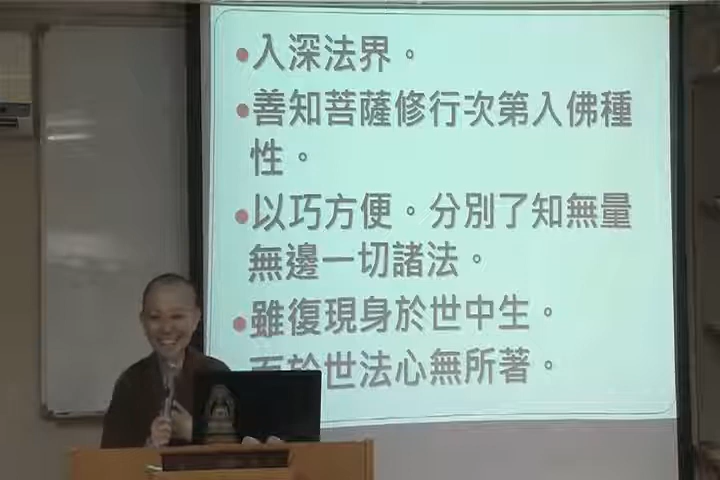 •入深法界。
•善知菩薩修行次第入佛種
性。
•以巧方便。分別了知無量
無邊一切諸法。
•雖復現身於世中生。
而於世法心無所著。